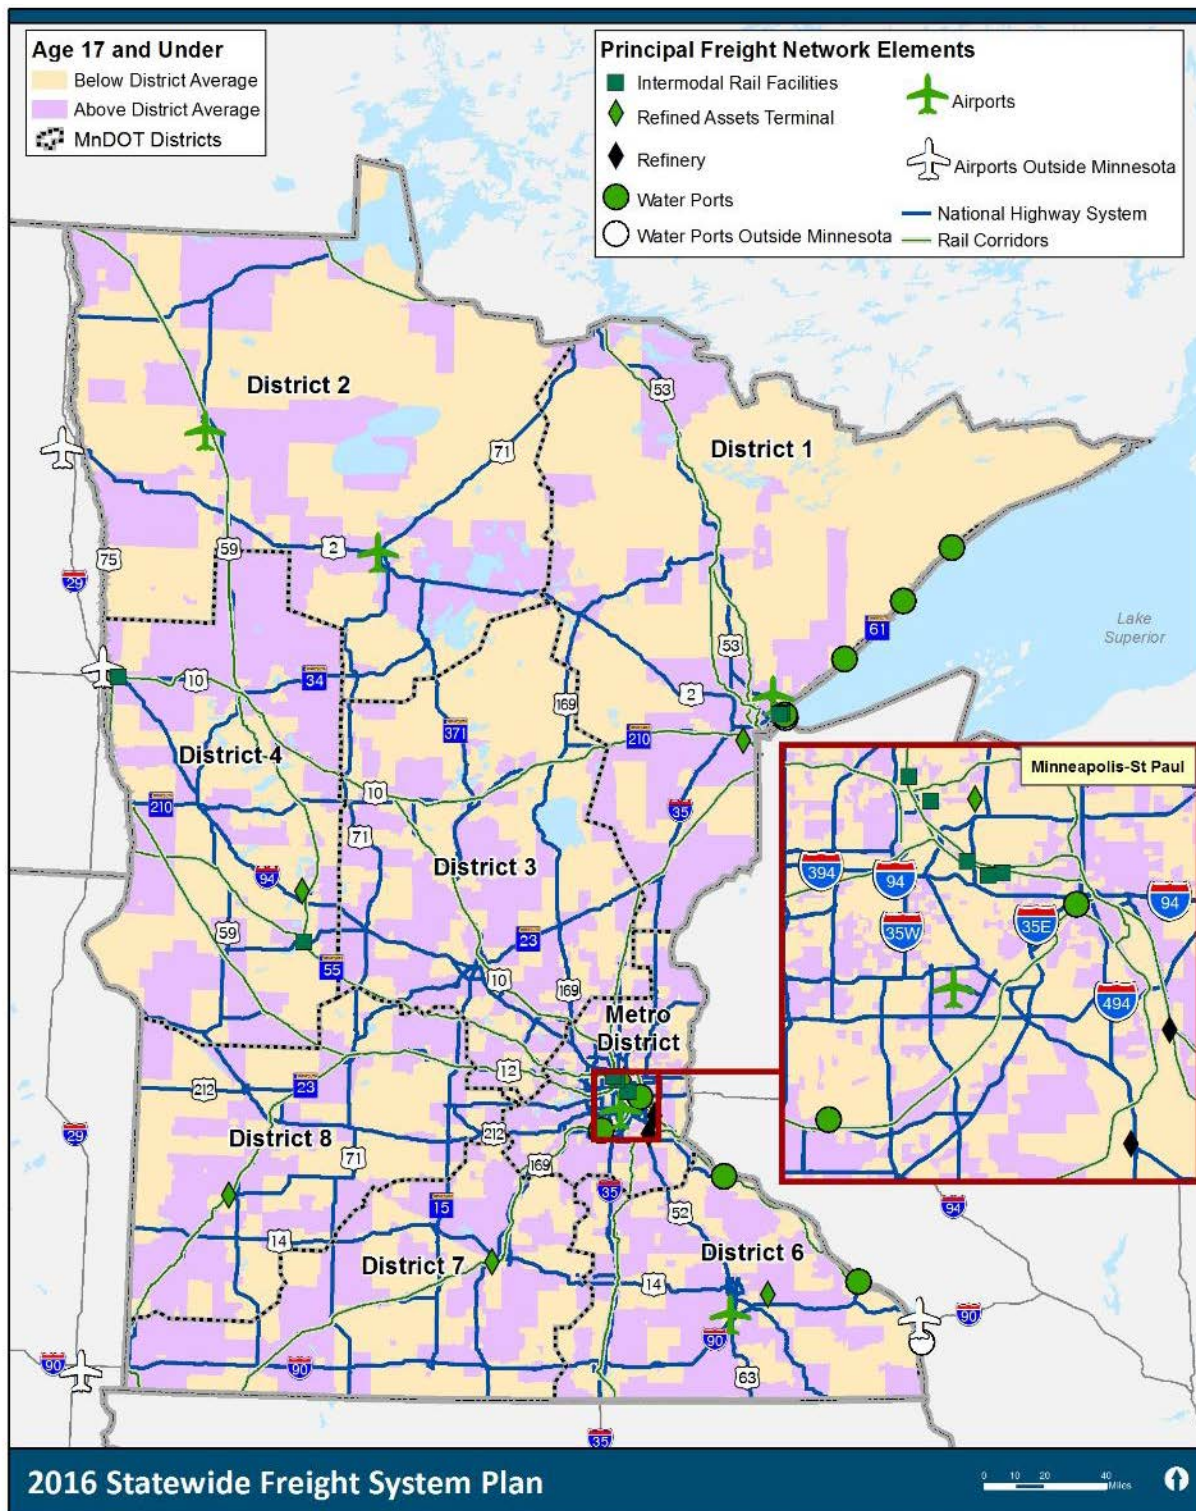 Age 17 and Under
Below District Average
Above District Average
MnDOT Districts
Principal Freight Network Elements
Intermodal Rail Facilities
Refined Assets Terminal
Refinery
Water Ports
Water Ports Outside Minnesota
Airports
Airports Outside Minnesota
National Highway System
Rail Corridors
District 2
53
District 1
71
75
59
2
29
61
Lake
Superior
53
10
34
2
169
371
210
District 4
Minneapolis-St Paul
210
10
35
71
District 3
94
394
94
94
59
35W
35E
23
55
10
169
494
Metro
District
12
212
23
29
District 8
212
71
169
35
94
15
52
14
District 7
District 6
14
90
90
90
90
63
35
2016 Statewide Freight System Plan
0 10 20 40
Miles